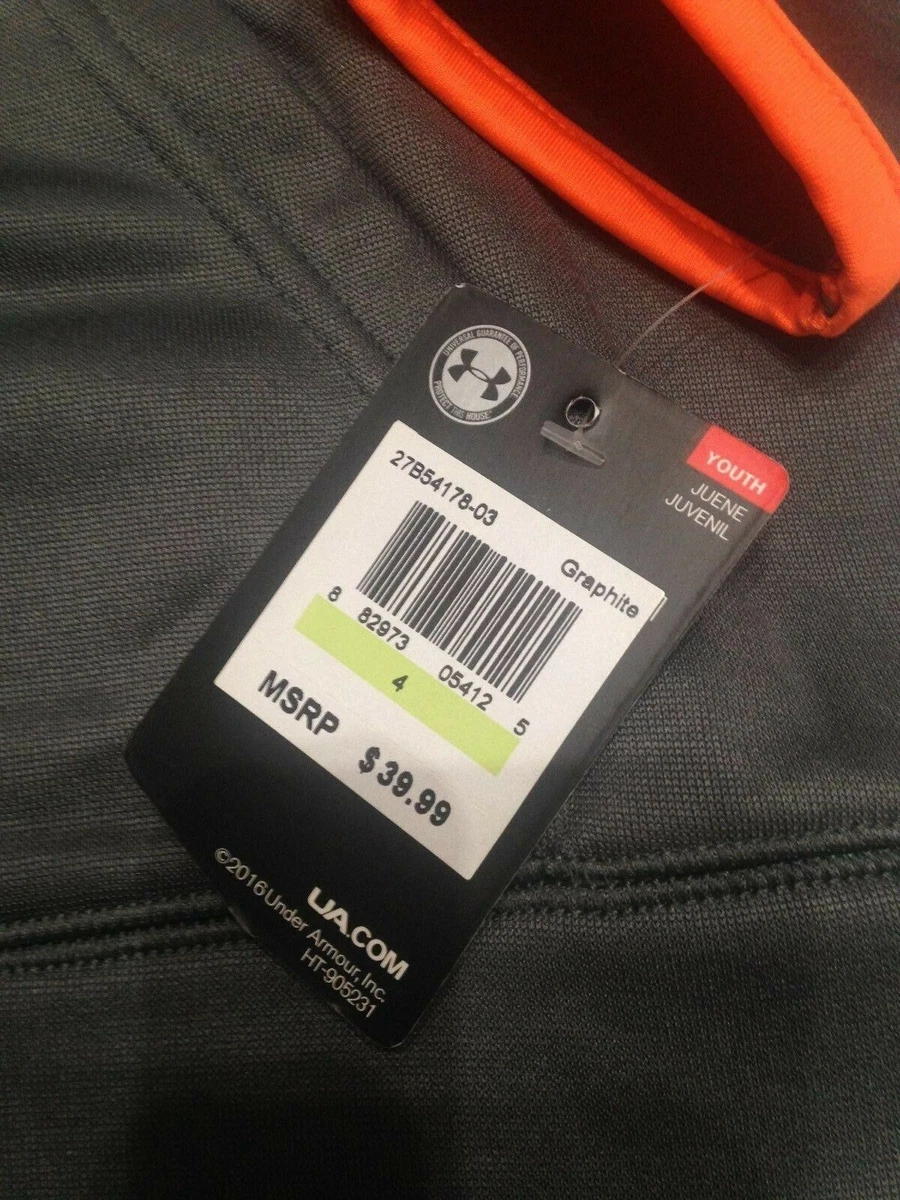 UNIVERSAL GUARANTEE OF PERFORMANCE
PROTECT THIS HOUSE
YOUTH
JUENE
JUVENIL
27B54178-03
Graphite
8 82973 05412 5
4
MSRP $39.99
UA.COM
©2016 Under Armour, Inc.
HT-905231